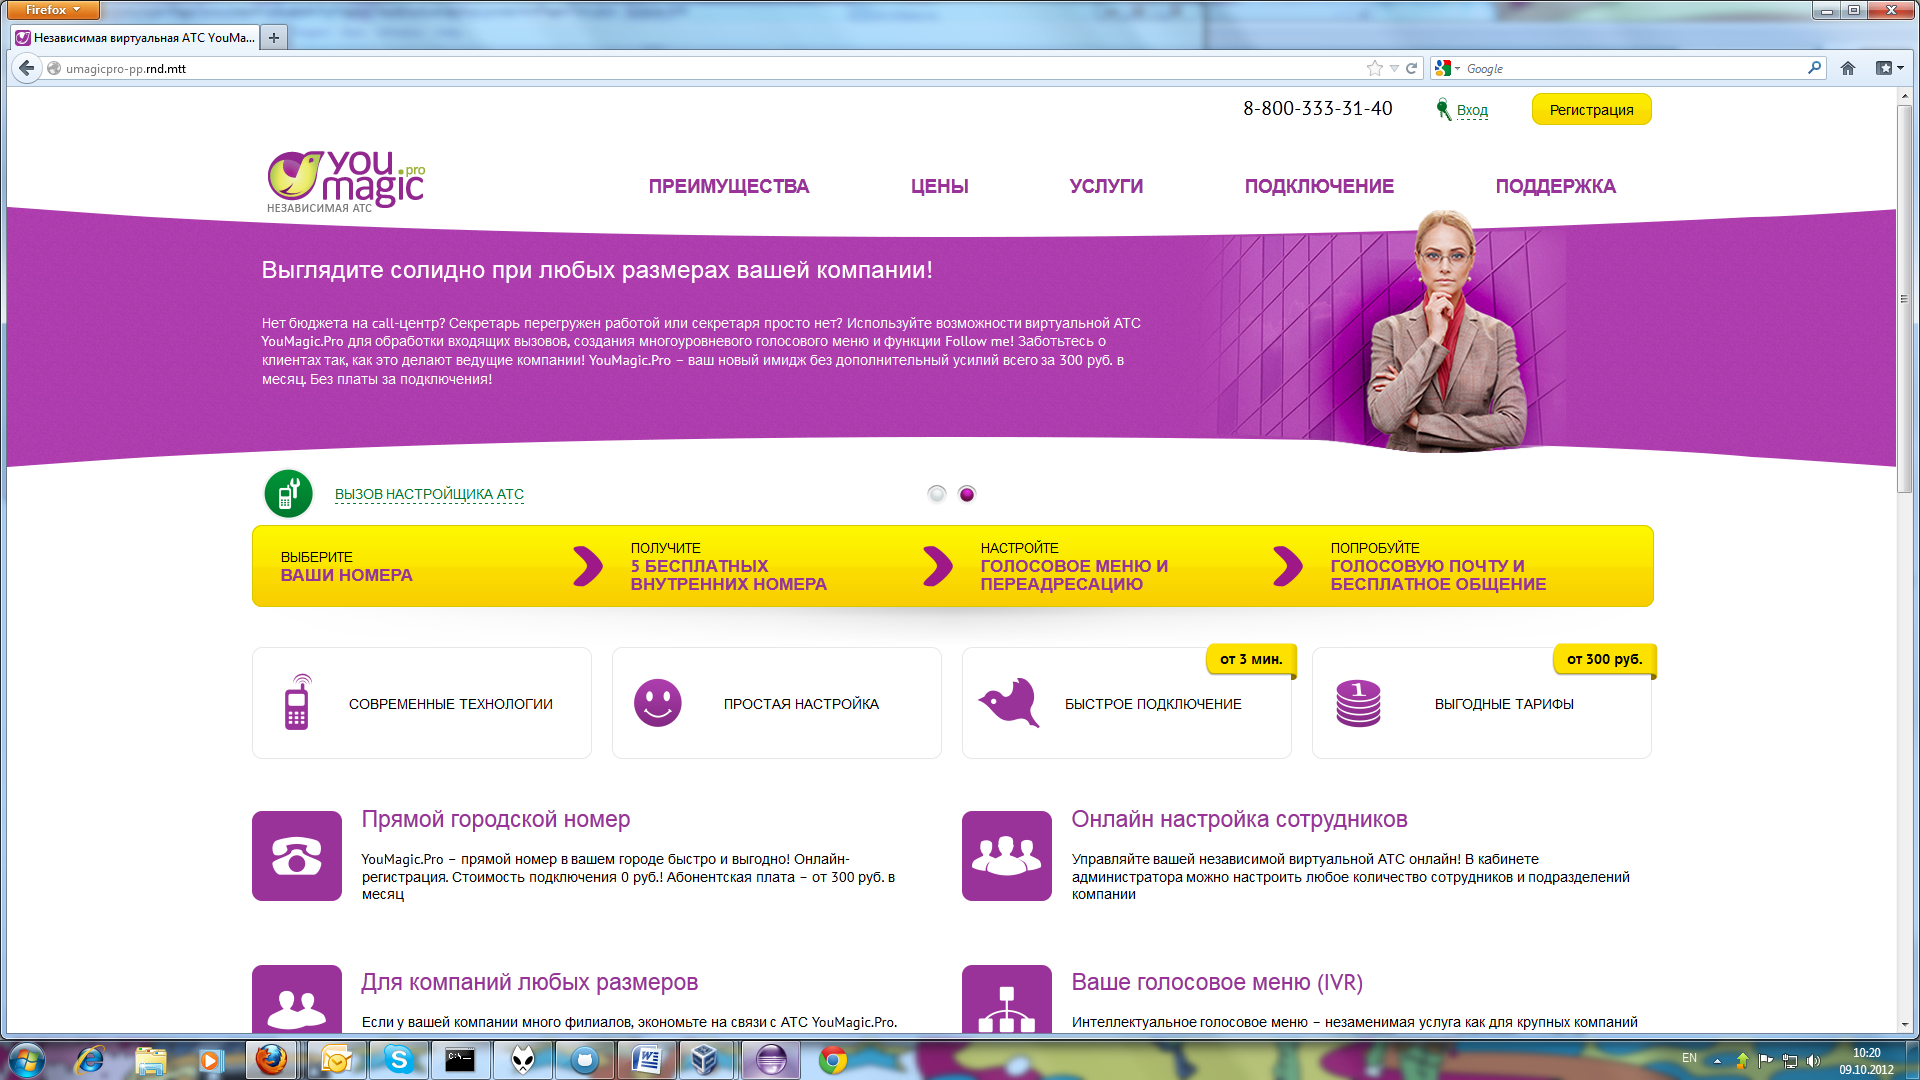 Firefox
Независимая виртуальная АТС YouMa...
umagicpro-pp.rnd.mtt
Google
8-800-333-31-40
Вход
Регистрация
you magic .pro
НЕЗАВИСИМАЯ АТС
ПРЕИМУЩЕСТВА
ЦЕНЫ
УСЛУГИ
ПОДКЛЮЧЕНИЕ
ПОДДЕРЖКА
Выглядите солидно при любых размерах вашей компании!
Нет бюджета на call-центр? Секретарь перегружен работой или секретаря просто нет? Используйте возможности виртуальной АТС
YouMagic.Pro для обработки входящих вызовов, создания многоуровневого голосового меню и функции Follow me! Заботьтесь о
клиентах так, как это делают ведущие компании! YouMagic.Pro – ваш новый имидж без дополнительный усилий всего за 300 руб. в
месяц. Без платы за подключения!
ВЫЗОВ НАСТРОЙЩИКА АТС
ВЫБЕРИТЕ
ВАШИ НОМЕРА
ПОЛУЧИТЕ
5 БЕСПЛАТНЫХ
ВНУТРЕННИХ НОМЕРА
НАСТРОЙТЕ
ГОЛОСОВОЕ МЕНЮ И
ПЕРЕАДРЕСАЦИЮ
ПОПРОБУЙТЕ
ГОЛОСОВУЮ ПОЧТУ И
БЕСПЛАТНОЕ ОБЩЕНИЕ
СОВРЕМЕННЫЕ ТЕХНОЛОГИИ
ПРОСТАЯ НАСТРОЙКА
от 3 мин.
БЫСТРОЕ ПОДКЛЮЧЕНИЕ
от 300 руб.
1
ВЫГОДНЫЕ ТАРИФЫ
Прямой городской номер
YouMagic.Pro – прямой номер в вашем городе быстро и выгодно! Онлайн-
регистрация. Стоимость подключения 0 руб.! Абонентская плата – от 300 руб. в
месяц
Онлайн настройка сотрудников
Управляйте вашей независимой виртуальной АТС онлайн! В кабинете
администратора можно настроить любое количество сотрудников и подразделений
компании
Для компаний любых размеров
Если у вашей компании много филиалов, экономьте на связи с АТС YouMagic.Pro.
Ваше голосовое меню (IVR)
Интеллектуальное голосовое меню – незаменимая услуга как для крупных компаний
EN
10:20
09.10.2012